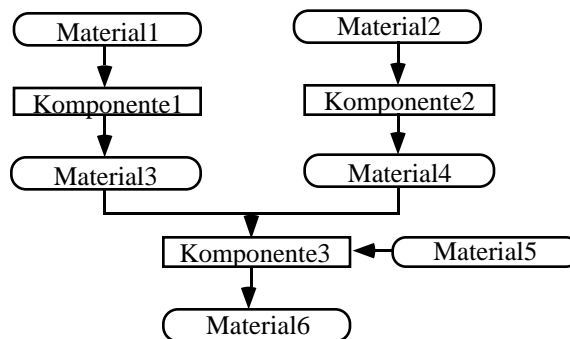 Material1
Material2
Komponente1
Komponente2
Material3
Material4
Komponente3
Material5
Material6